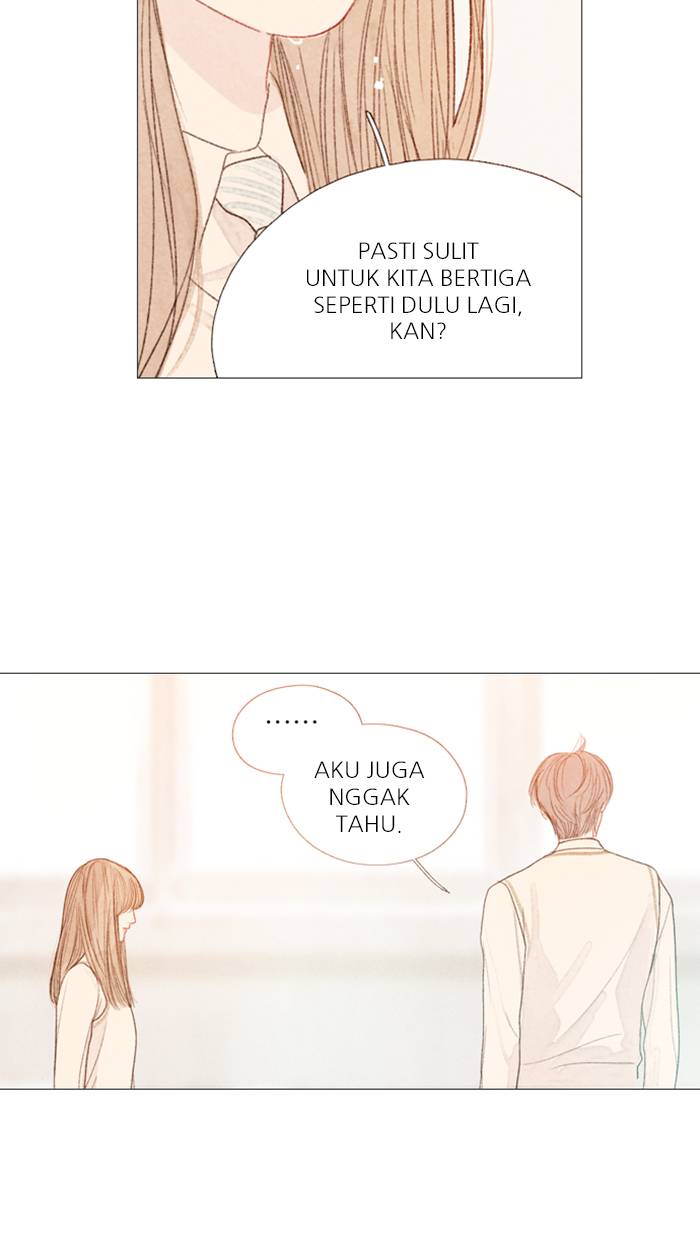 PASTI SULIT
UNTUK KITA BERTIGA
SEPERTI DULU LAGI,
KAN?
......
AKU JUGA
NGGAK
TAHU.